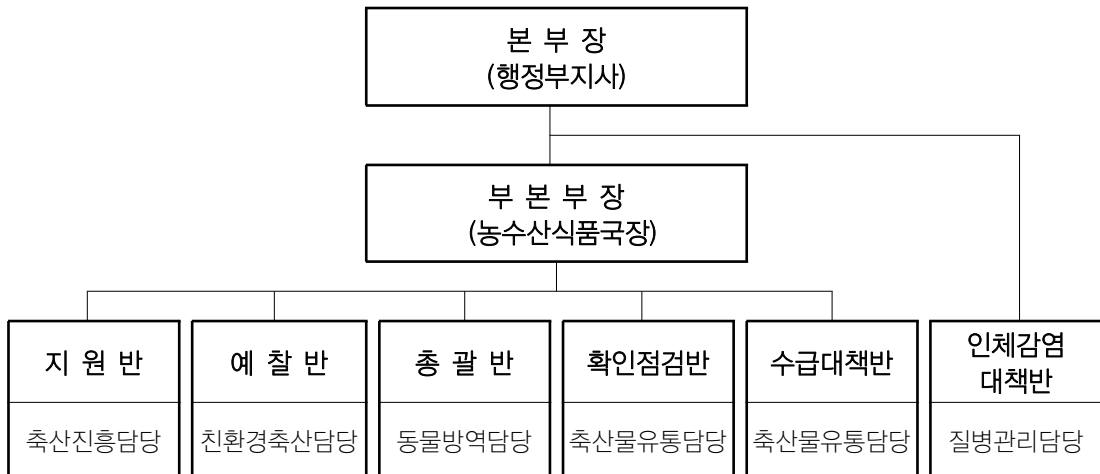 본 부 장
(행정부지사)
부 본 부 장
(농수산식품국장)
지 원 반
예 찰 반
총 괄 반
확인점검반
수급대책반
인체감염
대책반
축산진흥담당
친환경축산담당
동물방역담당
축산물유통담당
축산물유통담당
질병관리담당